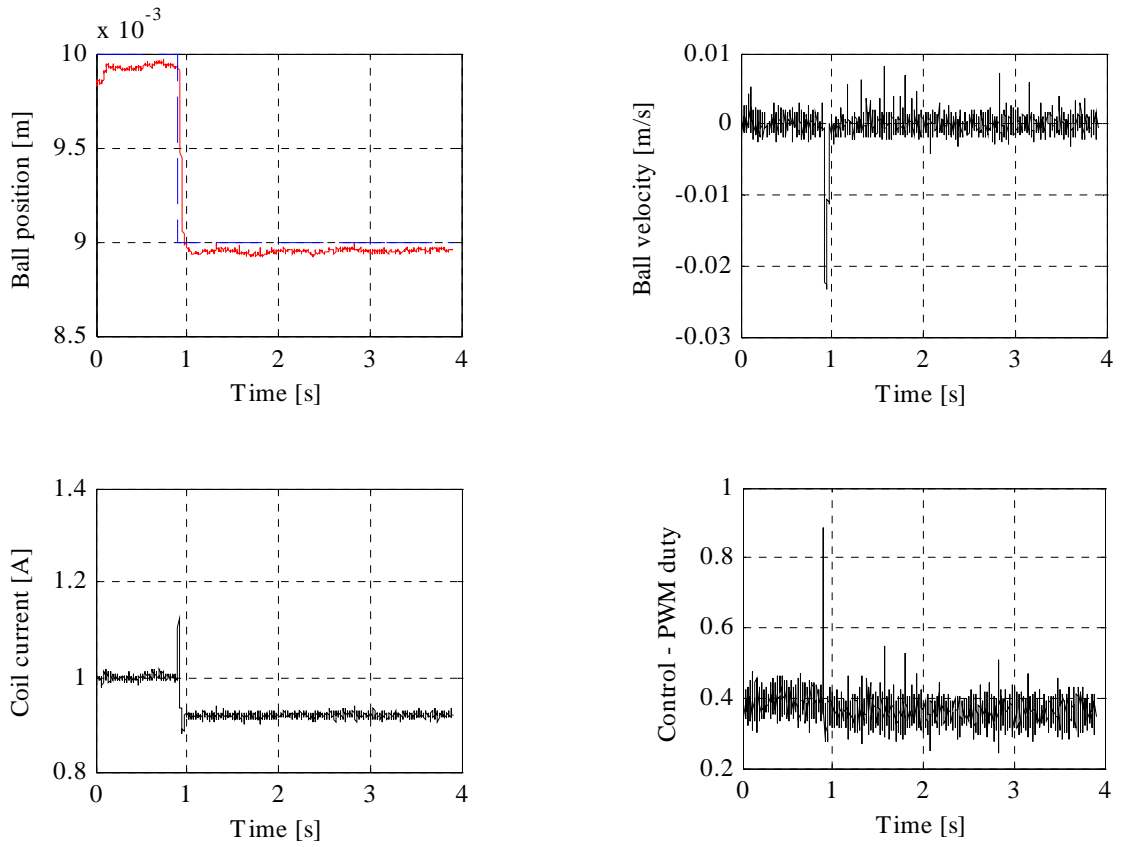 x 10⁻³
10
9.5
9
8.5
Ball position [m]
0 1 2 3 4
Time [s]
0.01
0
-0.01
-0.02
-0.03
Ball velocity [m/s]
0 1 2 3 4
Time [s]
1.4
1.2
1
0.8
Coil current [A]
0 1 2 3 4
Time [s]
1
0.8
0.6
0.4
0.2
Control - PWM duty
0 1 2 3 4
Time [s]